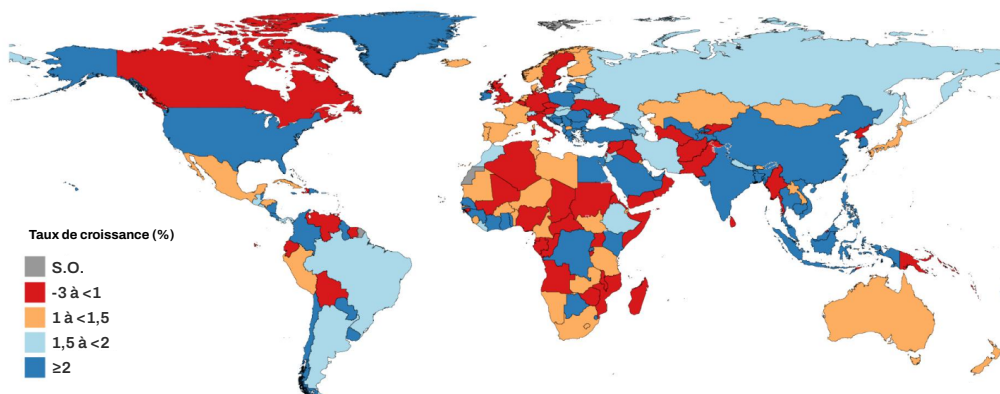 Taux de croissance (%)
S.O.
-3 à <1
1 à <1,5
1,5 à <2
≥2